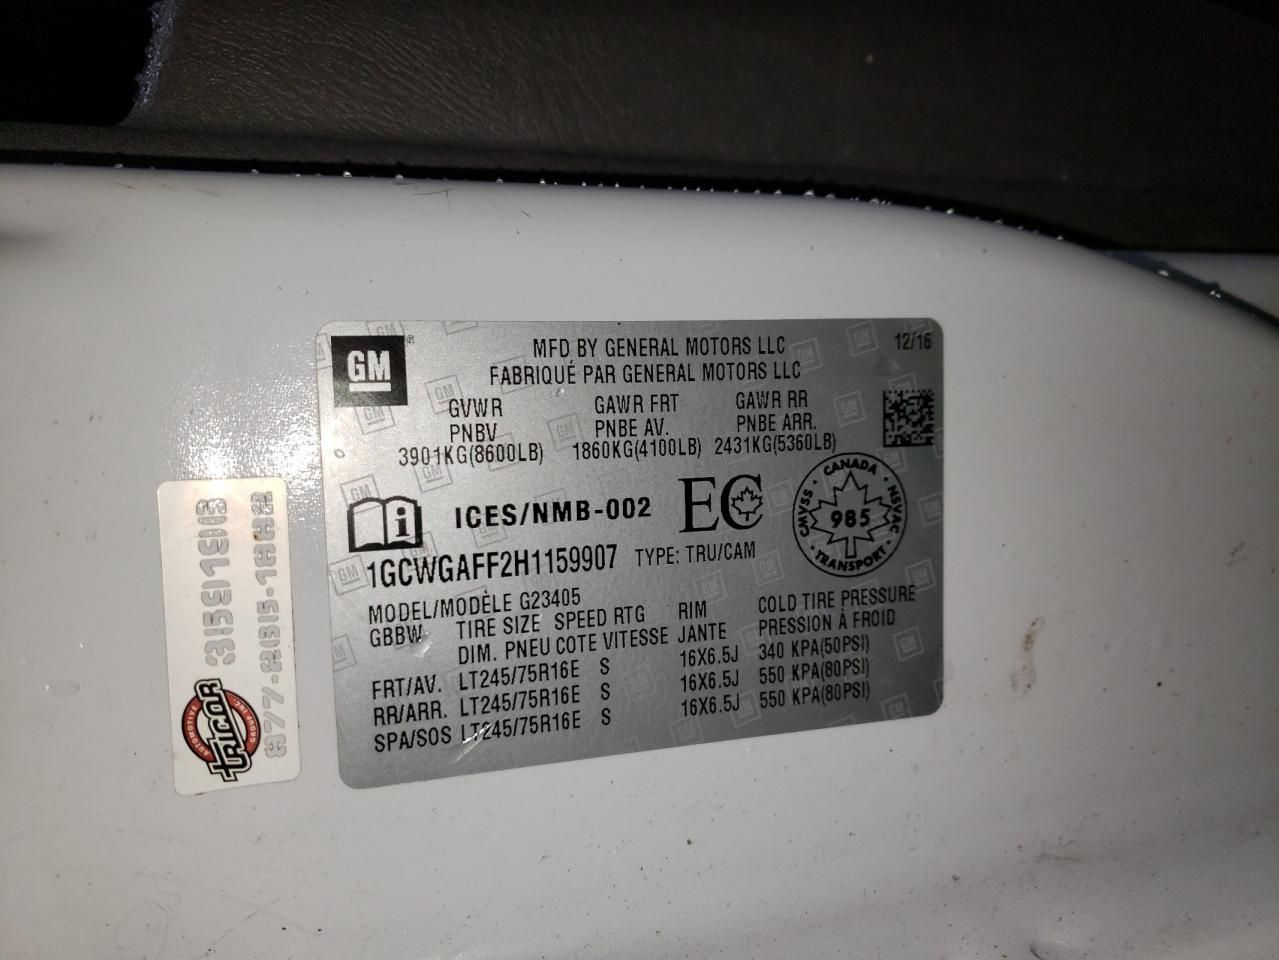 GM
MFD BY GENERAL MOTORS LLC
12/16
FABRIQUÉ PAR GENERAL MOTORS LLC
GVWR GAWR FRT GAWR RR
PNBV PNBE AV. PNBE ARR.
3901KG(8600LB) 1860KG(4100LB) 2431KG(5360LB)
i ICES/NMB-002 EC
CANADA
CMVSS NSVAC
985
TRANSPORT
1GCWGAFF2H1159907 TYPE: TRU/CAM
MODEL/MODÈLE G23405
GBBW TIRE SIZE SPEED RTG RIM COLD TIRE PRESSURE
DIM. PNEU COTE VITESSE JANTE PRESSION À FROID
FRT/AV. LT245/75R16E S 16X6.5J 340 KPA(50PSI)
RR/ARR. LT245/75R16E S 16X6.5J 550 KPA(80PSI)
SPA/SOS LT245/75R16E S 16X6.5J 550 KPA(80PSI)
TRICOR
AUTOMOTIVE
GROUP INC